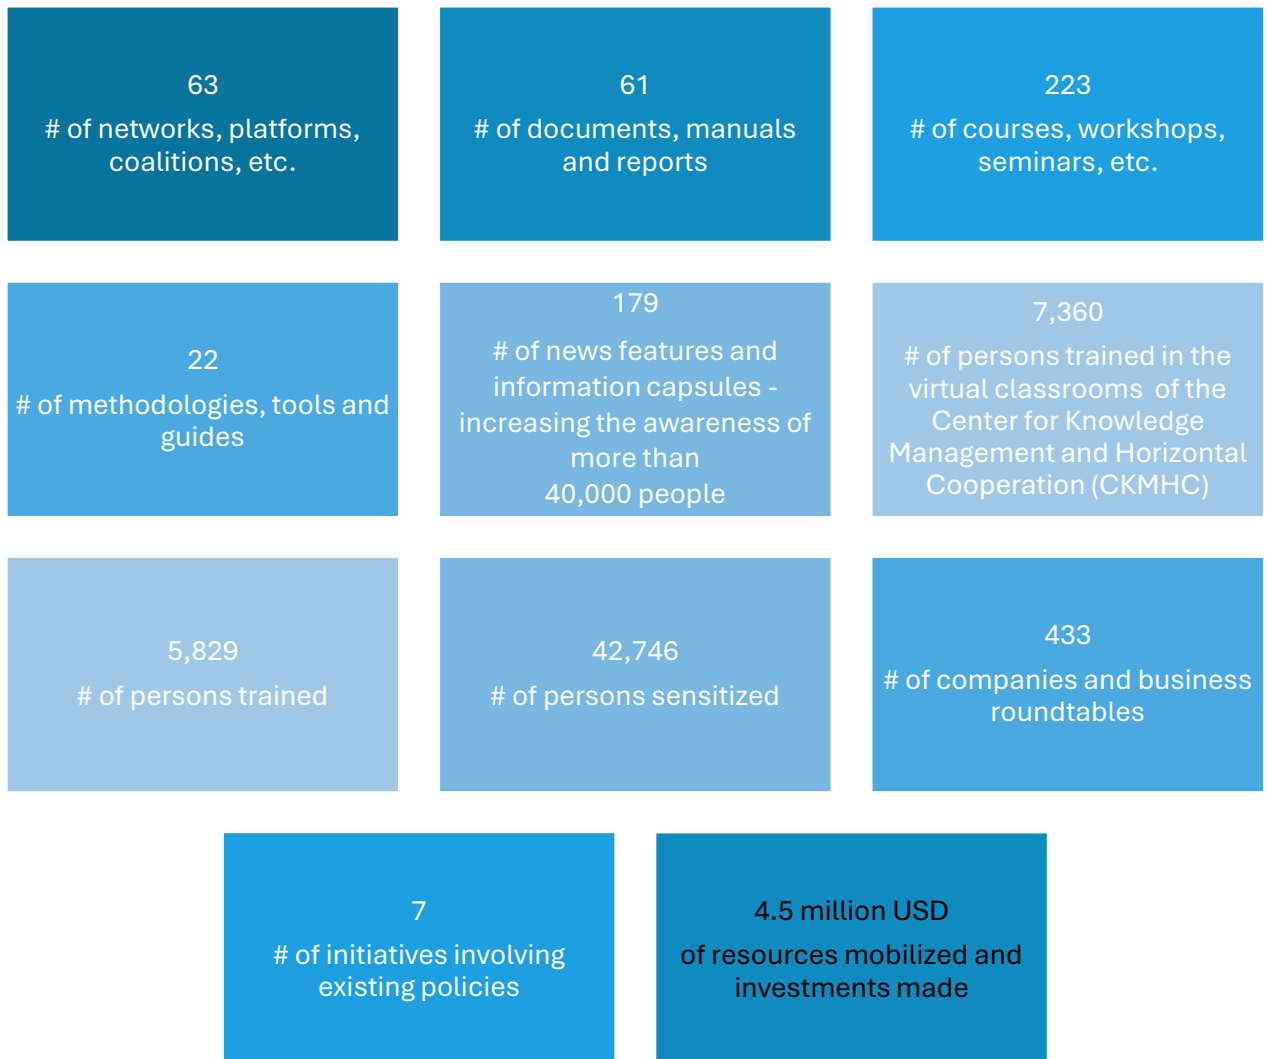 63
# of networks, platforms,
coalitions, etc.
61
# of documents, manuals
and reports
223
# of courses, workshops,
seminars, etc.
22
# of methodologies, tools and
guides
179
# of news features and
information capsules -
increasing the awareness of
more than
40,000 people
7,360
# of persons trained in the
virtual classrooms  of the
Center for Knowledge
Management and Horizontal
Cooperation (CKMHC)
5,829
# of persons trained
42,746
# of persons sensitized
433
# of companies and business
roundtables
7
# of initiatives involving
existing policies
4.5 million USD
of resources mobilized and
investments made